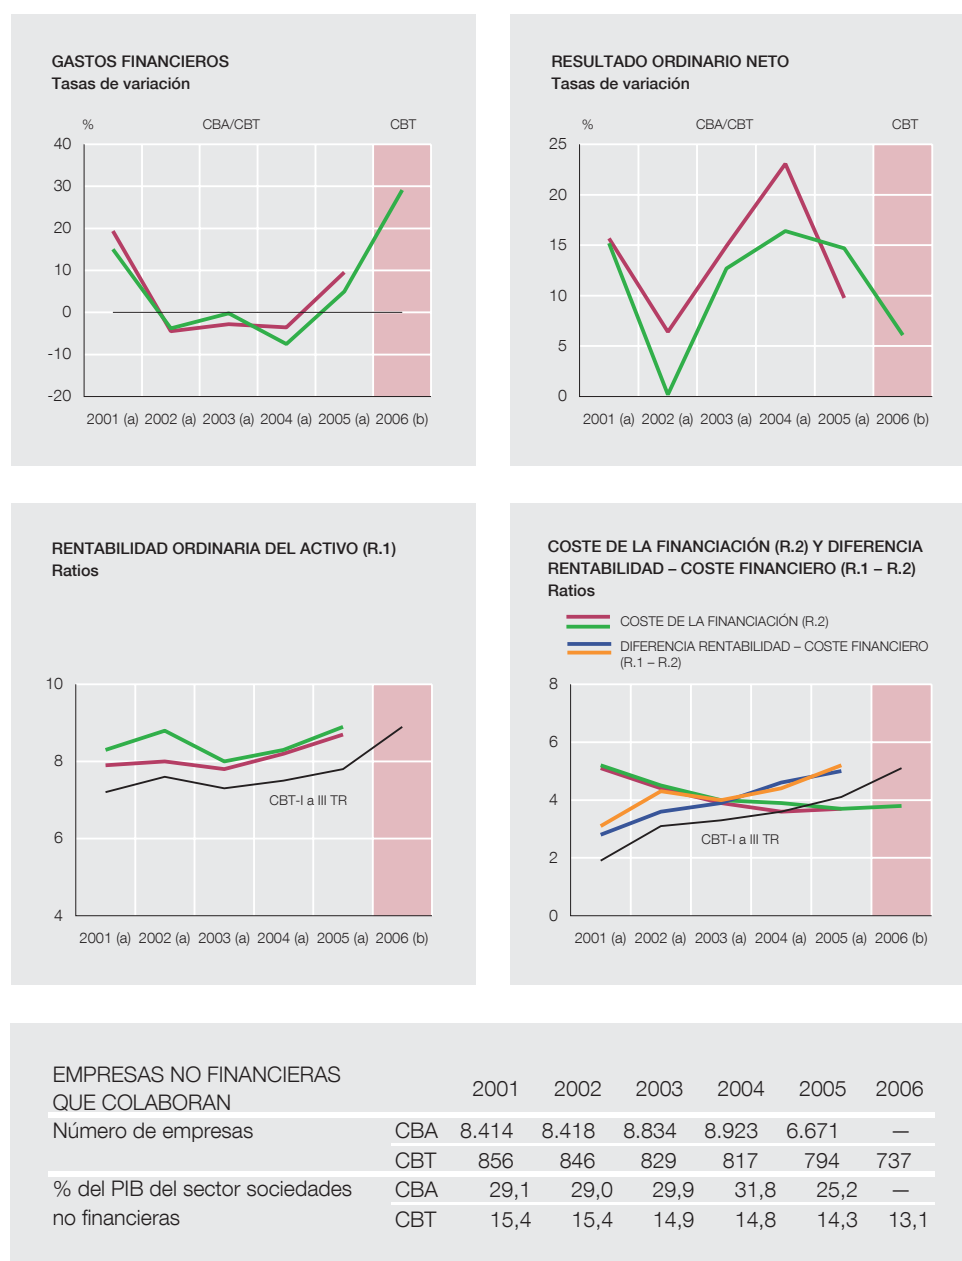 GASTOS FINANCIEROS
Tasas de variación
% CBA/CBT CBT
40
30
20
10
0
-10
-20
2001 (a) 2002 (a) 2003 (a) 2004 (a) 2005 (a) 2006 (b)
RESULTADO ORDINARIO NETO
Tasas de variación
% CBA/CBT CBT
25
20
15
10
5
0
2001 (a) 2002 (a) 2003 (a) 2004 (a) 2005 (a) 2006 (b)
RENTABILIDAD ORDINARIA DEL ACTIVO (R.1)
Ratios
10
8
6
4
CBT-I a III TR
2001 (a) 2002 (a) 2003 (a) 2004 (a) 2005 (a) 2006 (b)
COSTE DE LA FINANCIACIÓN (R.2) Y DIFERENCIA
RENTABILIDAD – COSTE FINANCIERO (R.1 – R.2)
Ratios
COSTE DE LA FINANCIACIÓN (R.2)
DIFERENCIA RENTABILIDAD – COSTE FINANCIERO
(R.1 – R.2)
8
6
4
2
0
CBT-I a III TR
2001 (a) 2002 (a) 2003 (a) 2004 (a) 2005 (a) 2006 (b)
EMPRESAS NO FINANCIERAS
QUE COLABORAN 2001 2002 2003 2004 2005 2006
Número de empresas CBA 8.414 8.418 8.834 8.923 6.671 —
CBT 856 846 829 817 794 737
% del PIB del sector sociedades CBA 29,1 29,0 29,9 31,8 25,2 —
no financieras CBT 15,4 15,4 14,9 14,8 14,3 13,1